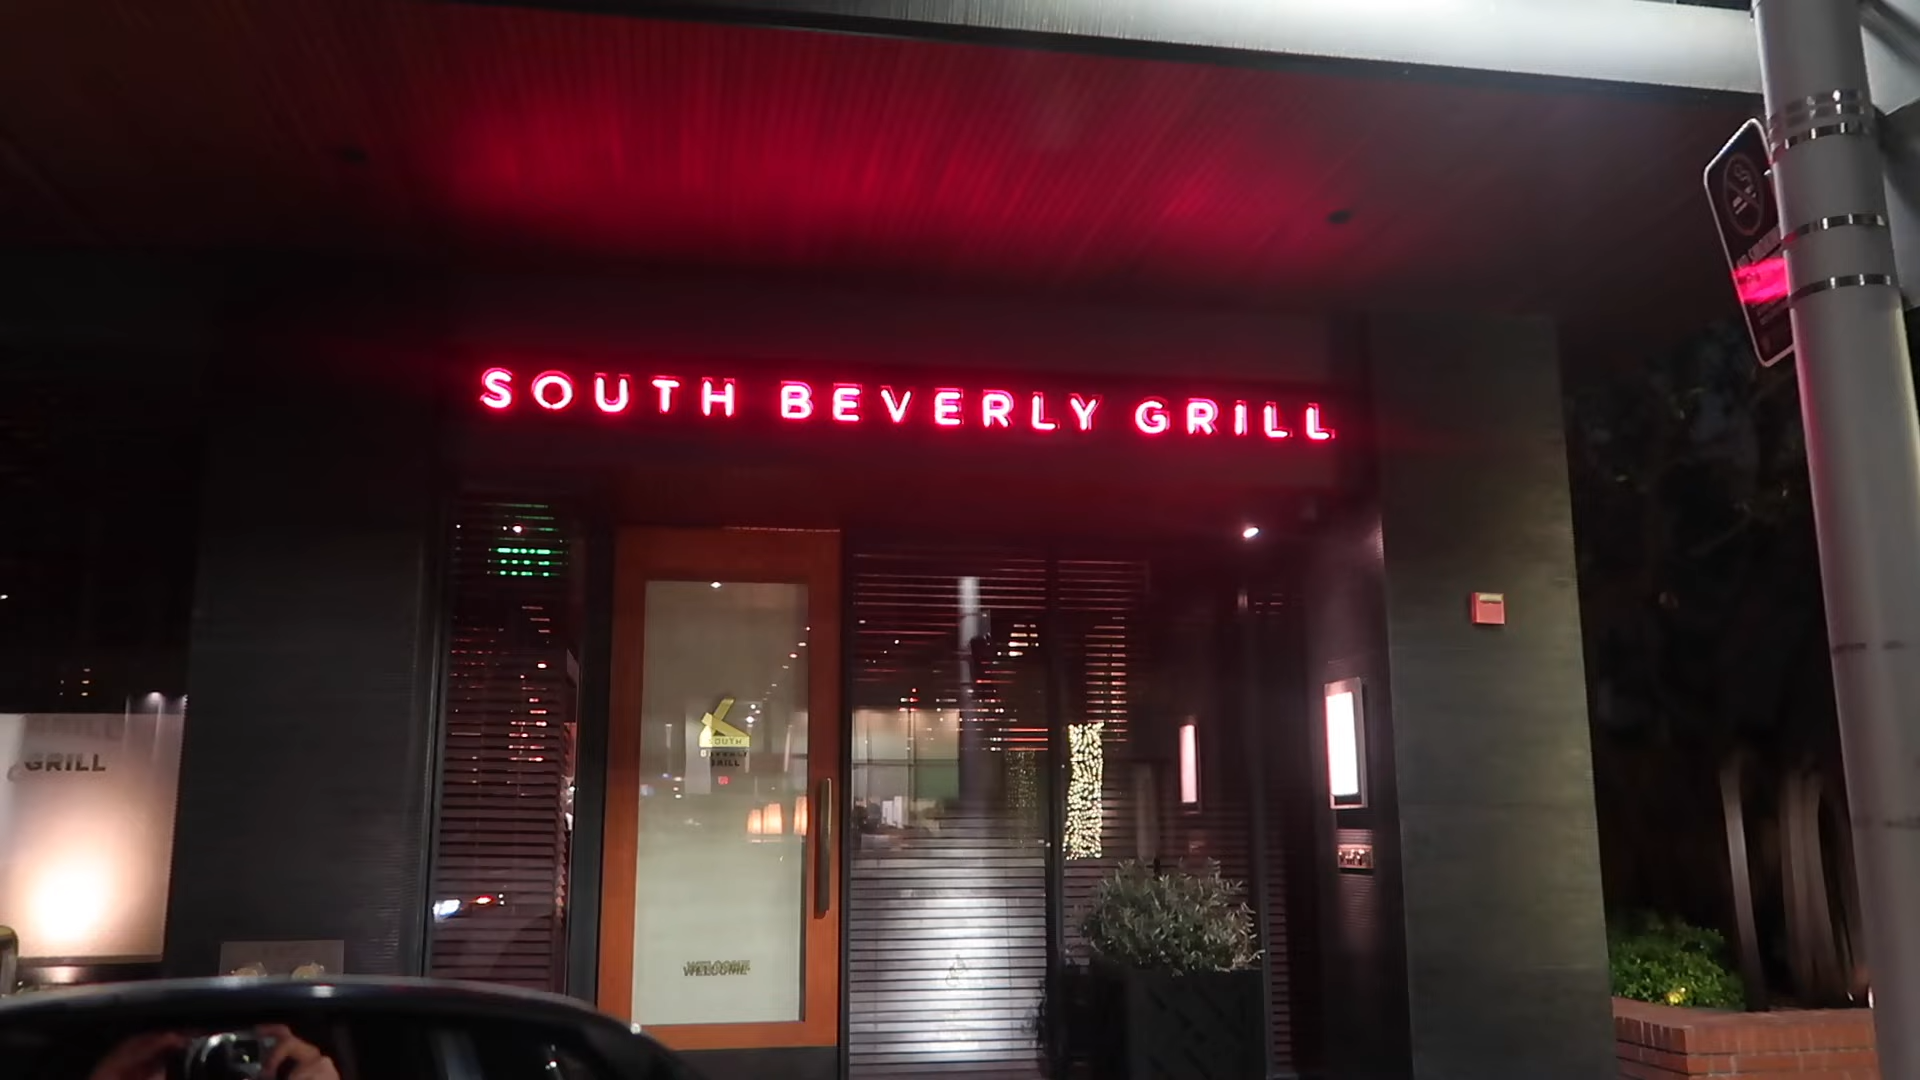 SOUTH BEVERLY GRILL
GRILL
SOUTH
BEVERLY
GRILL
WELCOME